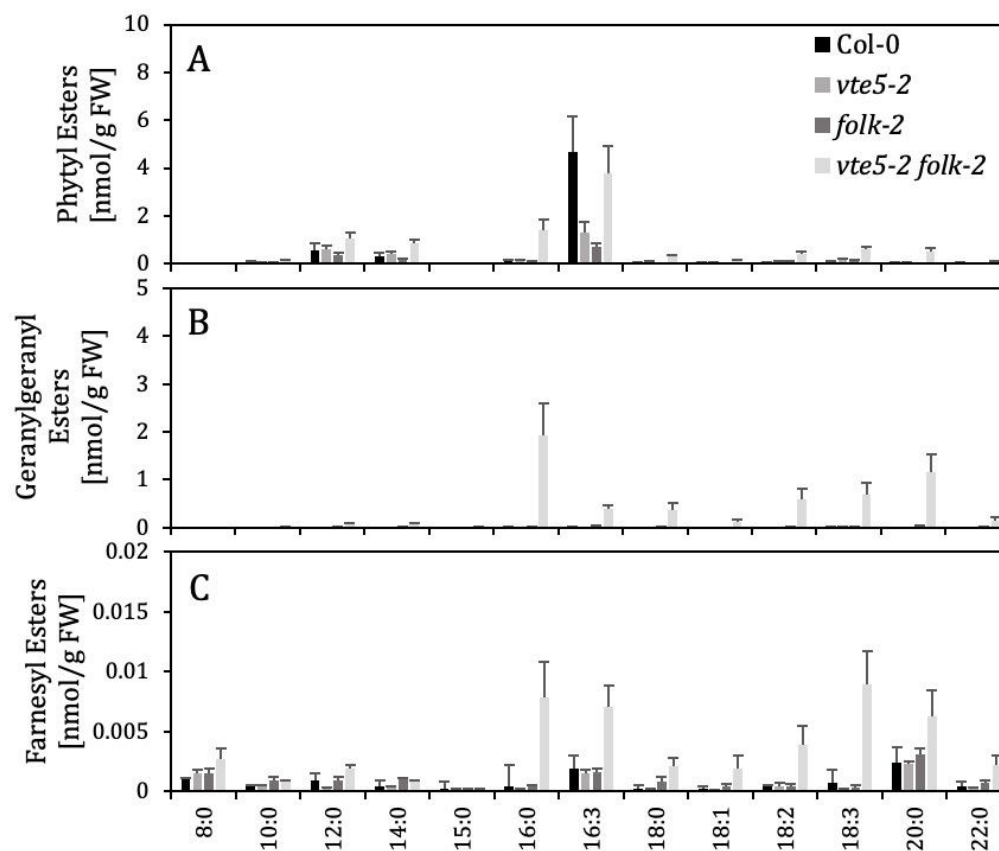 A
Phytyl Esters
[nmol/g FW]
10
8
6
4
2
0
Col-0
vte5-2
folk-2
vte5-2 folk-2
B
Geranylgeranyl
Esters
[nmol/g FW]
5
4
3
2
1
0
C
Farnesyl Esters
[nmol/g FW]
0.02
0.015
0.01
0.005
0
8:0
10:0
12:0
14:0
15:0
16:0
16:3
18:0
18:1
18:2
18:3
20:0
22:0